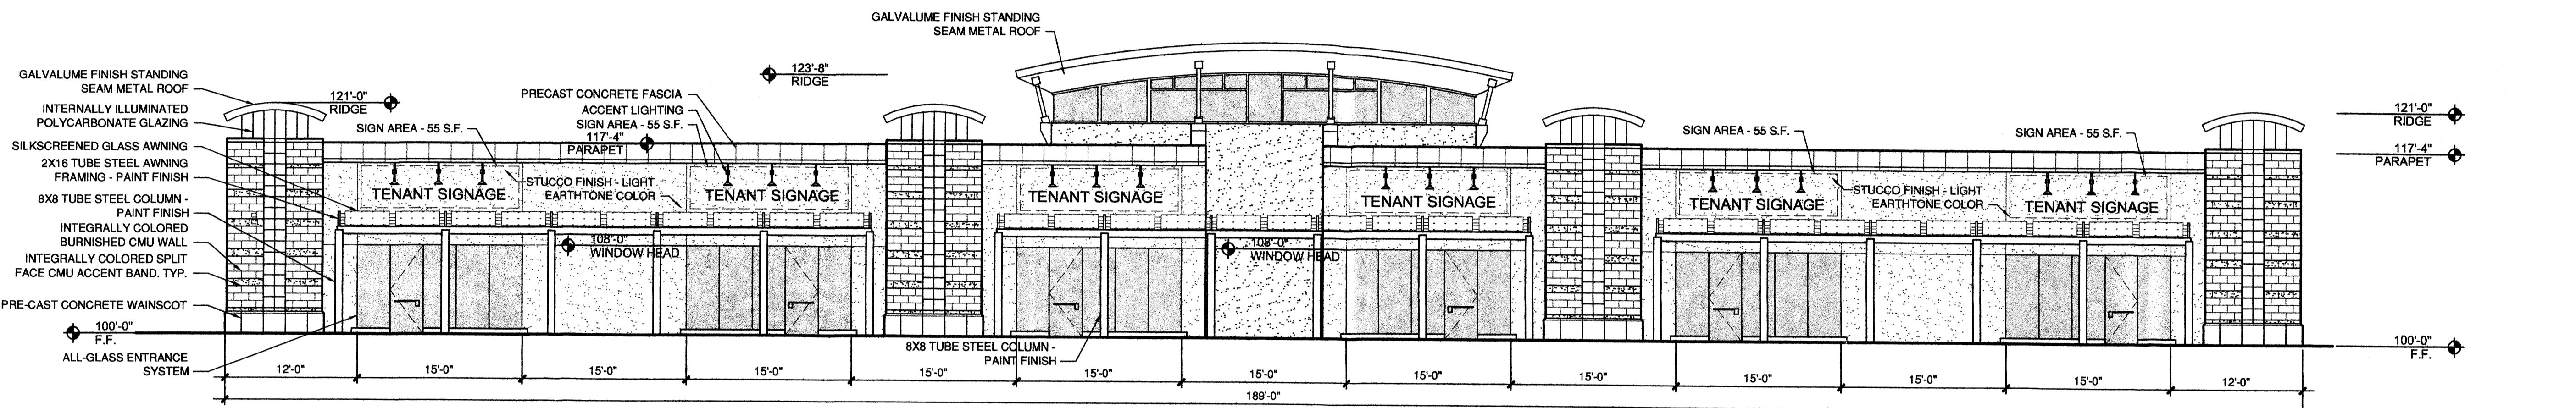 GALVALUME FINISH STANDING
SEAM METAL ROOF
GALVALUME FINISH STANDING
SEAM METAL ROOF
INTERNALLY ILLUMINATED
POLYCARBONATE GLAZING
SILKSCREENED GLASS AWNING
2X16 TUBE STEEL AWNING
FRAMING - PAINT FINISH
8X8 TUBE STEEL COLUMN -
PAINT FINISH
INTEGRALLY COLORED
BURNISHED CMU WALL
INTEGRALLY COLORED SPLIT
FACE CMU ACCENT BAND. TYP.
PRE-CAST CONCRETE WAINSCOT
100'-0"
F.F.
ALL-GLASS ENTRANCE
SYSTEM
121'-0"
RIDGE
123'-8"
RIDGE
PRECAST CONCRETE FASCIA
ACCENT LIGHTING
SIGN AREA - 55 S.F.
SIGN AREA - 55 S.F.
117'-4"
PARAPET
TENANT SIGNAGE
STUCCO FINISH - LIGHT
EARTHTONE COLOR
TENANT SIGNAGE
TENANT SIGNAGE
TENANT SIGNAGE
108'-0"
WINDOW HEAD
108'-0"
WINDOW HEAD
8X8 TUBE STEEL COLUMN -
PAINT FINISH
SIGN AREA - 55 S.F.
SIGN AREA - 55 S.F.
TENANT SIGNAGE
STUCCO FINISH - LIGHT
EARTHTONE COLOR
TENANT SIGNAGE
121'-0"
RIDGE
117'-4"
PARAPET
100'-0"
F.F.
12'-0"
15'-0"
15'-0"
15'-0"
15'-0"
15'-0"
15'-0"
15'-0"
15'-0"
15'-0"
15'-0"
15'-0"
12'-0"
189'-0"